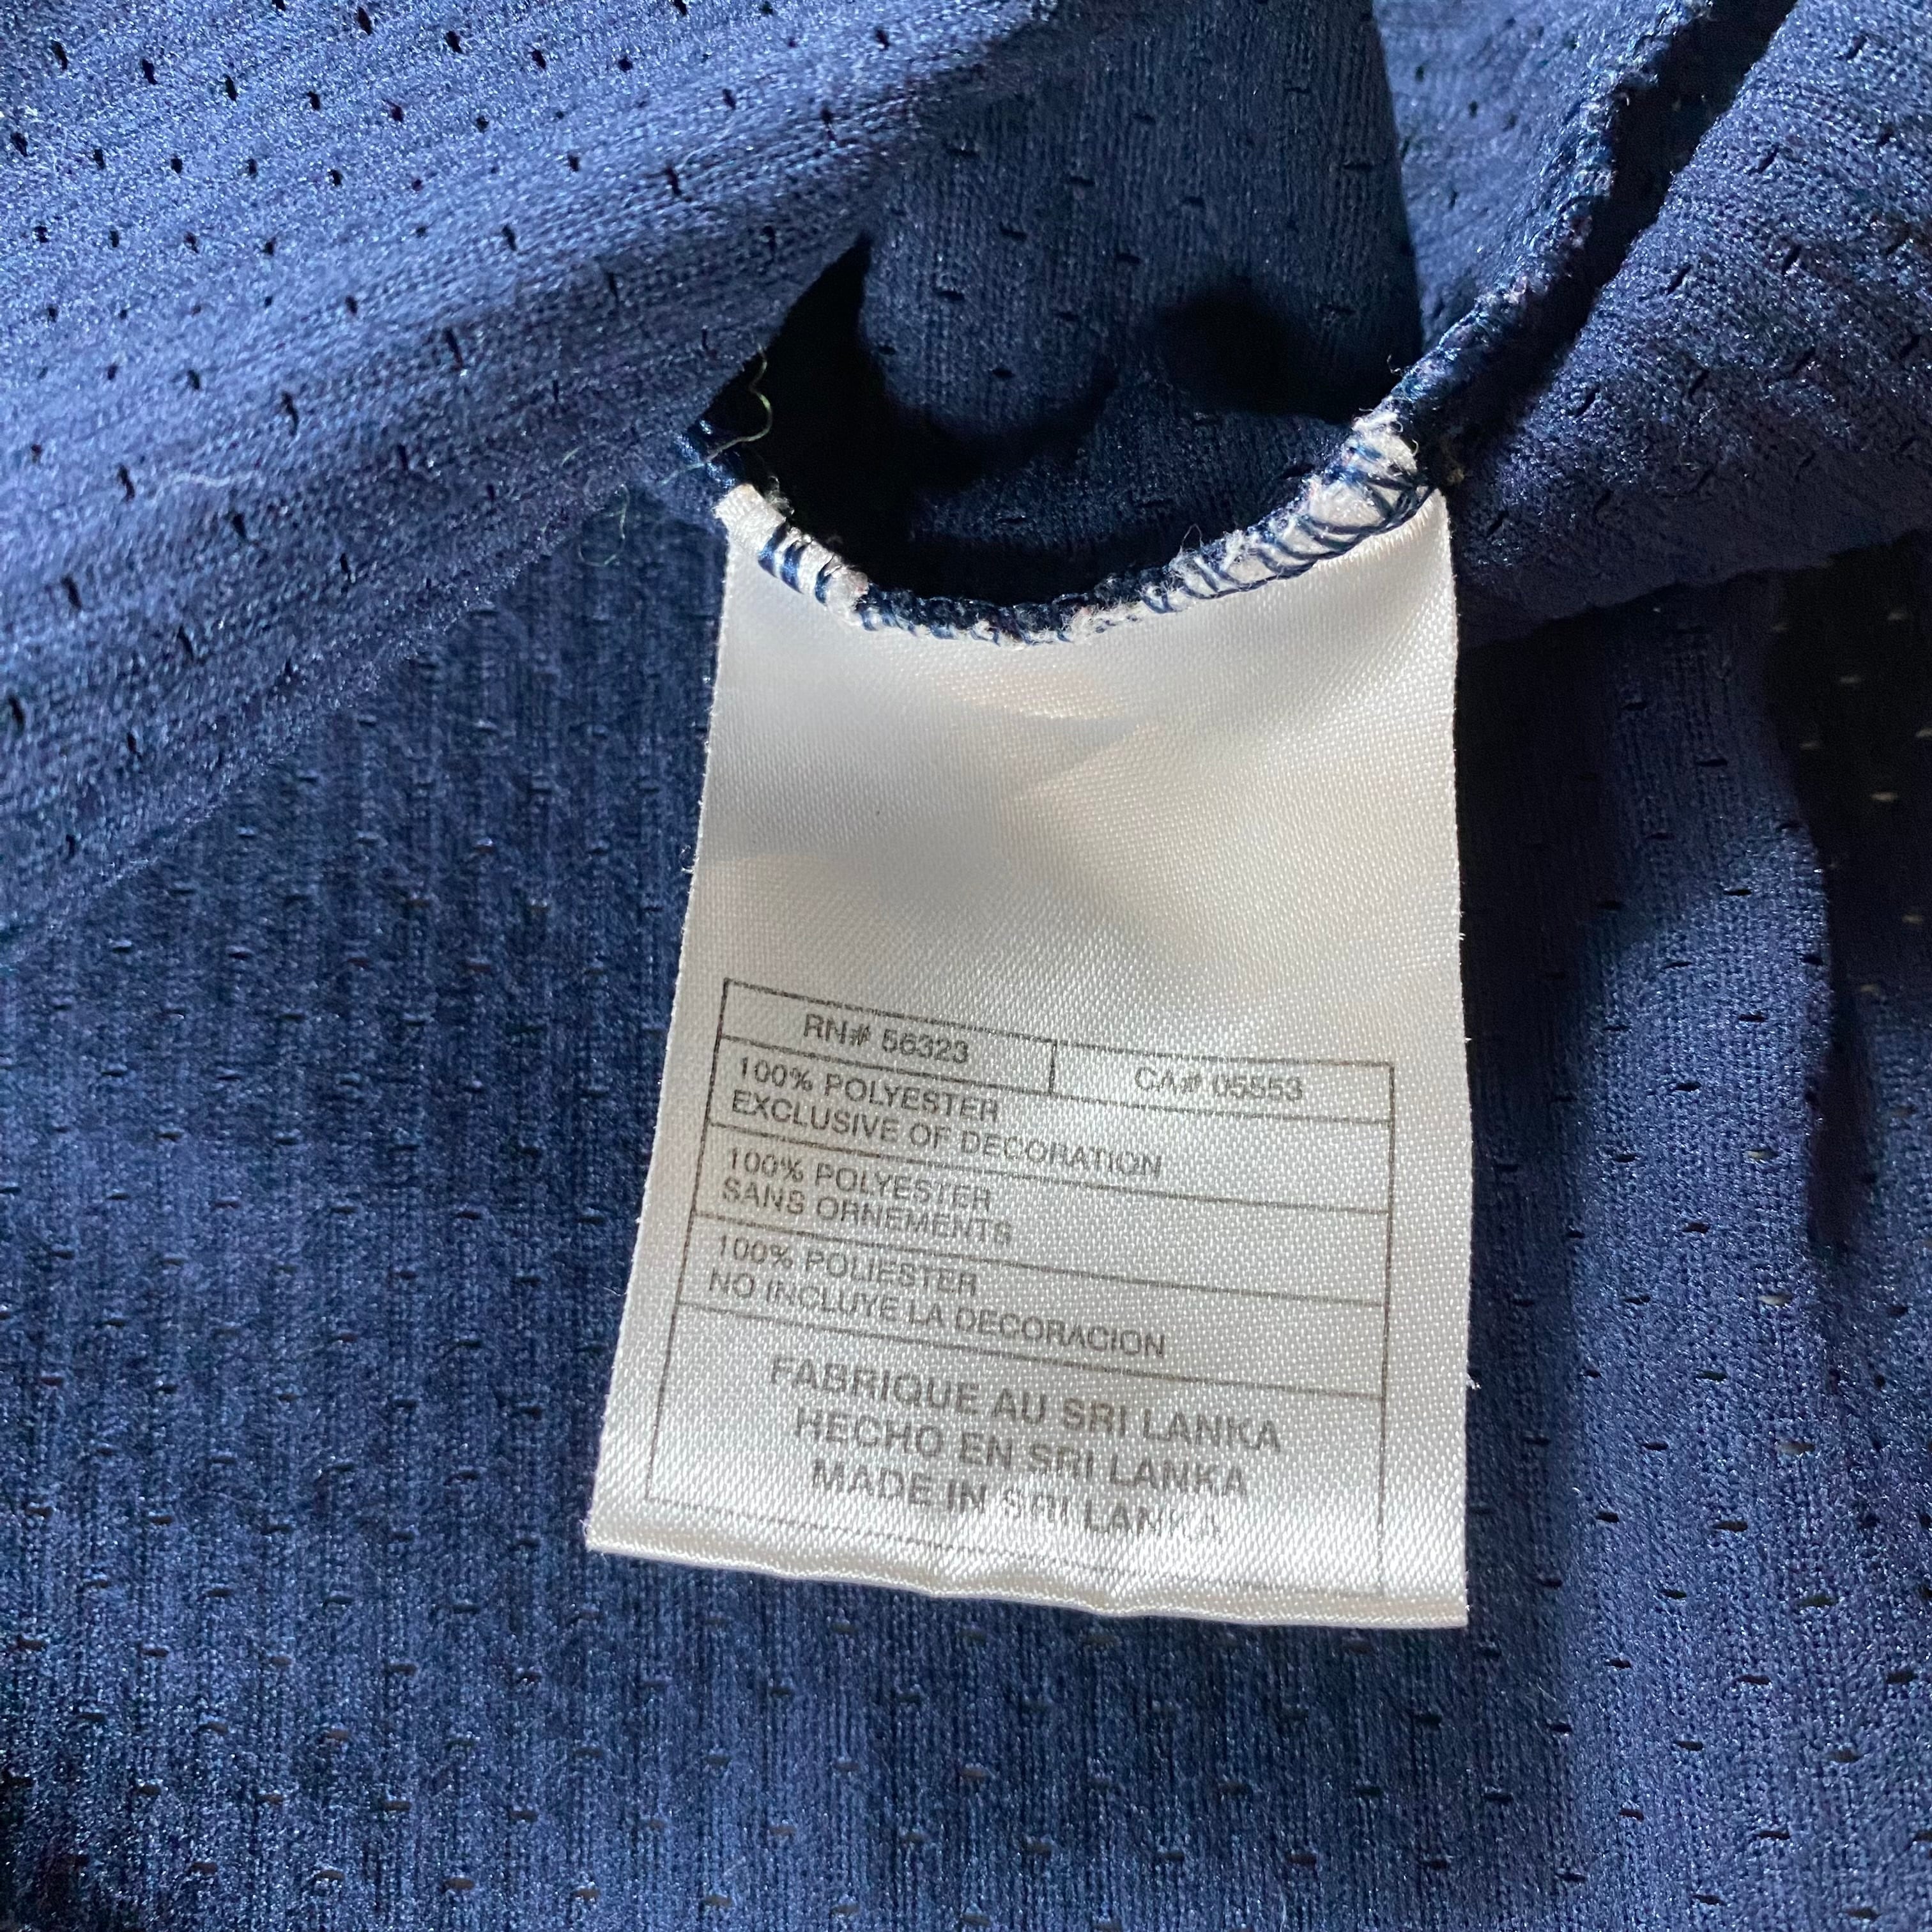 RN# 56323 CA# 05553
100% POLYESTER
EXCLUSIVE OF DECORATION
100% POLYESTER
SANS ORNEMENTS
100% POLIESTER
NO INCLUYE LA DECORACION
FABRIQUE AU SRI LANKA
HECHO EN SRI LANKA
MADE IN SRI LANKA